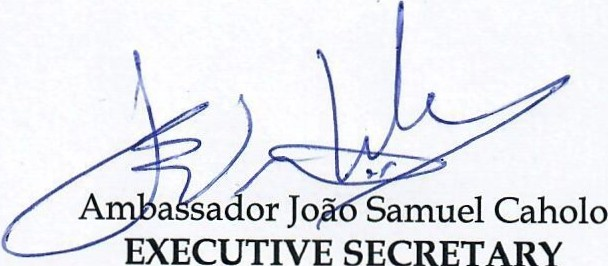 Ambassador João Samuel Caholo
EXECUTIVE SECRETARY